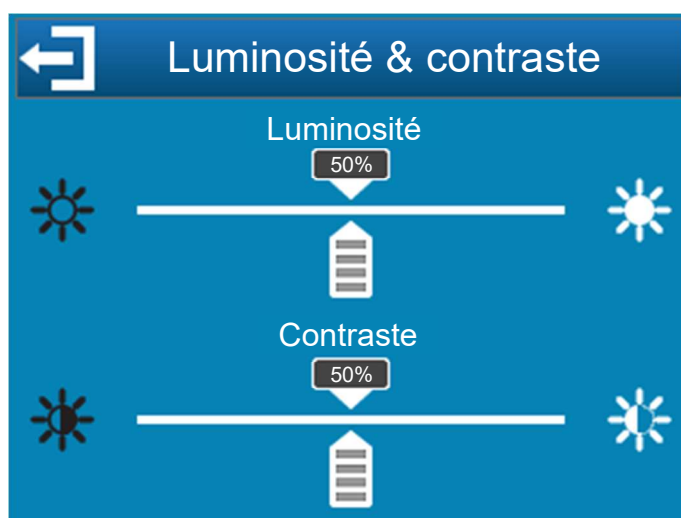 Luminosité & contraste
Luminosité
50%
Contraste
50%